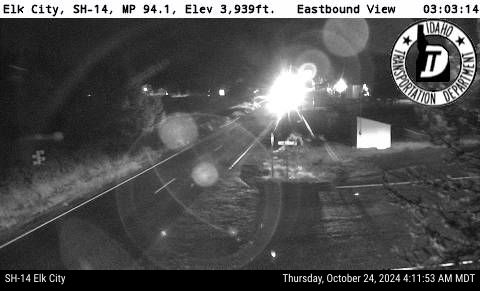 Elk City, SH-14, MP 94.1, Elev 3,939ft. Eastbound View 03:03:14
IDAHO
TRANSPORTATION DEPARTMENT
SH-14 Elk City Thursday, October 24, 2024 4:11:53 AM MDT